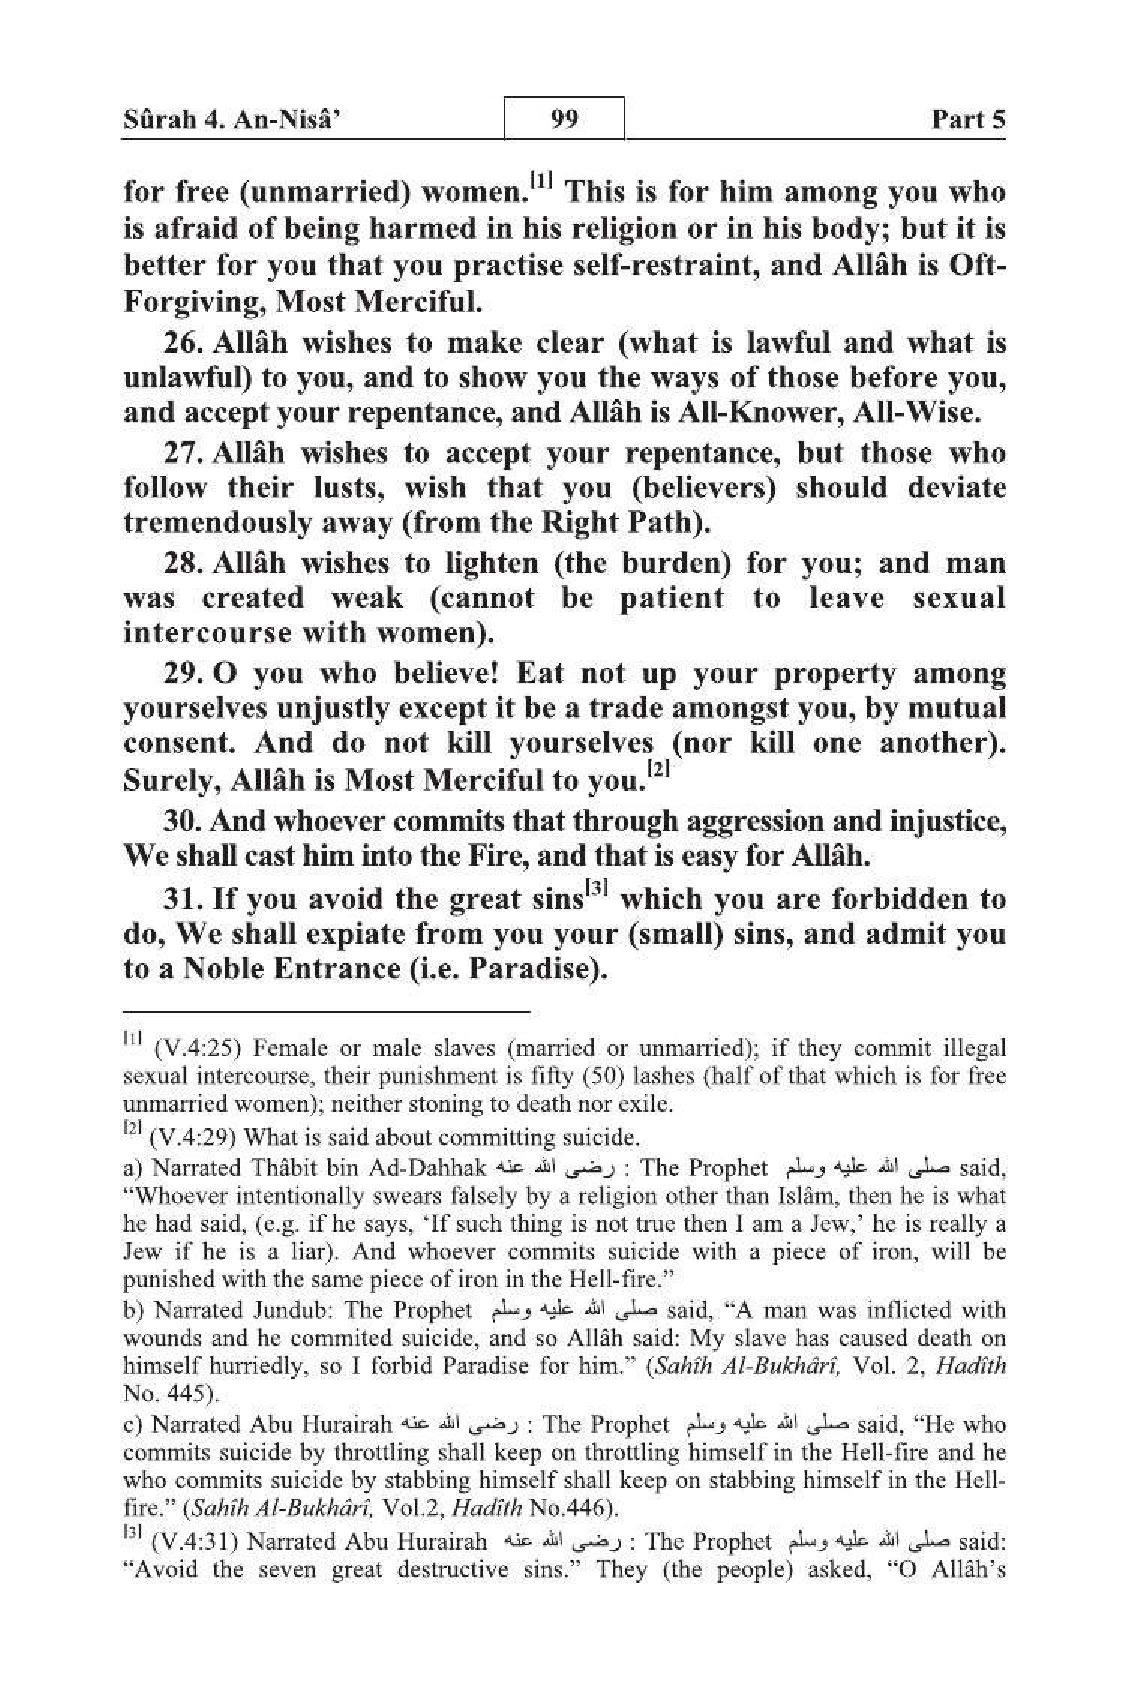 Sûrah 4. An-Nisâ’ 99 Part 5
for free (unmarried) women.[1] This is for him among you who
is afraid of being harmed in his religion or in his body; but it is
better for you that you practise self-restraint, and Allâh is Oft-
Forgiving, Most Merciful.
26. Allâh wishes to make clear (what is lawful and what is
unlawful) to you, and to show you the ways of those before you,
and accept your repentance, and Allâh is All-Knower, All-Wise.
27. Allâh wishes to accept your repentance, but those who
follow their lusts, wish that you (believers) should deviate
tremendously away (from the Right Path).
28. Allâh wishes to lighten (the burden) for you; and man
was created weak (cannot be patient to leave sexual
intercourse with women).
29. O you who believe! Eat not up your property among
yourselves unjustly except it be a trade amongst you, by mutual
consent. And do not kill yourselves (nor kill one another).
Surely, Allâh is Most Merciful to you.[2]
30. And whoever commits that through aggression and injustice,
We shall cast him into the Fire, and that is easy for Allâh.
31. If you avoid the great sins[3] which you are forbidden to
do, We shall expiate from you your (small) sins, and admit you
to a Noble Entrance (i.e. Paradise).
[1] (V.4:25) Female or male slaves (married or unmarried); if they commit illegal
sexual intercourse, their punishment is fifty (50) lashes (half of that which is for free
unmarried women); neither stoning to death nor exile.
[2] (V.4:29) What is said about committing suicide.
a) Narrated Thâbit bin Ad-Dahhak رضى الله عنه : The Prophet صلى الله عليه وسلم said,
“Whoever intentionally swears falsely by a religion other than Islâm, then he is what
he had said, (e.g. if he says, ‘If such thing is not true then I am a Jew,’ he is really a
Jew if he is a liar). And whoever commits suicide with a piece of iron, will be
punished with the same piece of iron in the Hell-fire.”
b) Narrated Jundub: The Prophet صلى الله عليه وسلم said, “A man was inflicted with
wounds and he commited suicide, and so Allâh said: My slave has caused death on
himself hurriedly, so I forbid Paradise for him.” (Sahîh Al-Bukhârî, Vol. 2, Hadîth
No. 445).
c) Narrated Abu Hurairah رضى الله عنه : The Prophet صلى الله عليه وسلم said, “He who
commits suicide by throttling shall keep on throttling himself in the Hell-fire and he
who commits suicide by stabbing himself shall keep on stabbing himself in the Hell-
fire.” (Sahîh Al-Bukhârî, Vol.2, Hadîth No.446).
[3] (V.4:31) Narrated Abu Hurairah رضى الله عنه : The Prophet صلى الله عليه وسلم said:
“Avoid the seven great destructive sins.” They (the people) asked, “O Allâh’s